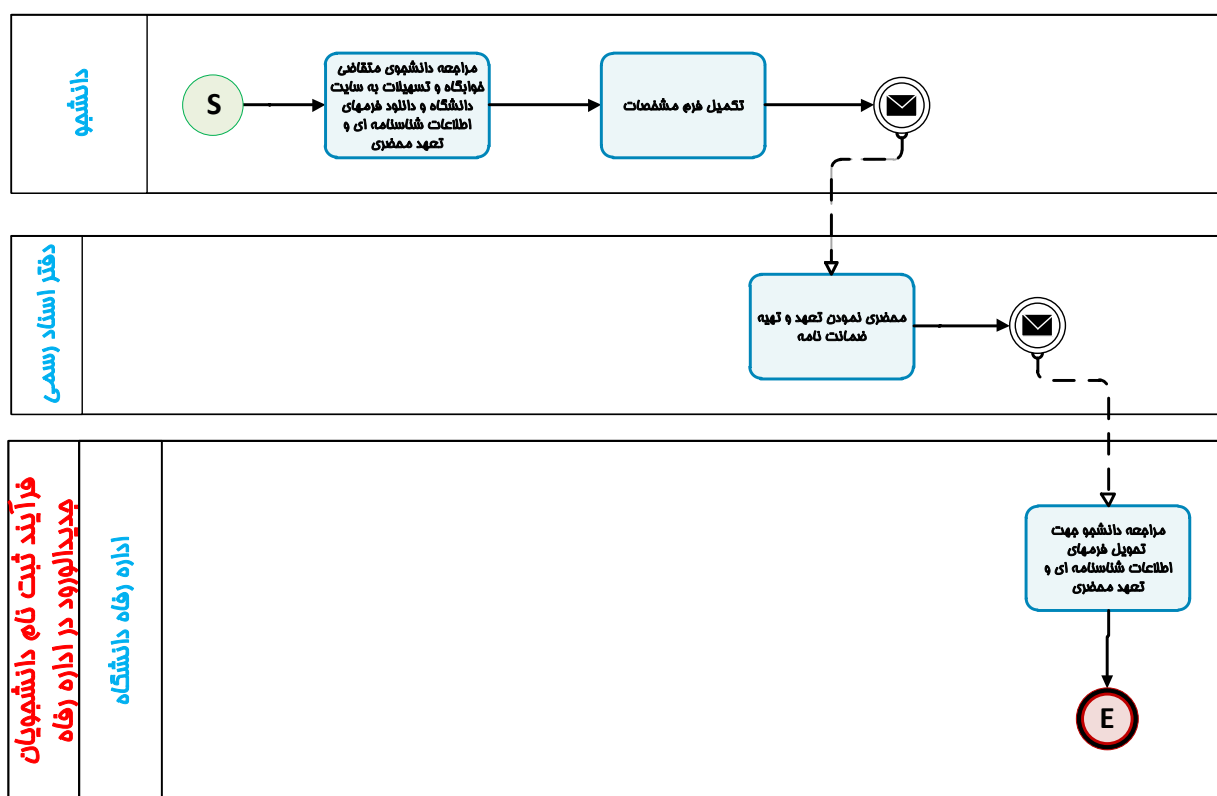 دانشجو
S
مراجعه دانشجوی متقاضی
خوابگاه و تسهیلات به سایت
دانشگاه و دانلود فرمهای
اطلاعات شناسنامه ای و
تعهد محضری
تکمیل فرم مشخصات
دفتر اسناد رسمی
محضری نمودن تعهد و تهیه
ضمانت نامه
فرآیند ثبت نام دانشجویان
جدیدالورود در اداره رفاه
اداره رفاه دانشگاه
مراجعه دانشجو جهت
تحویل فرمهای
اطلاعات شناسنامه ای و
تعهد محضری
E